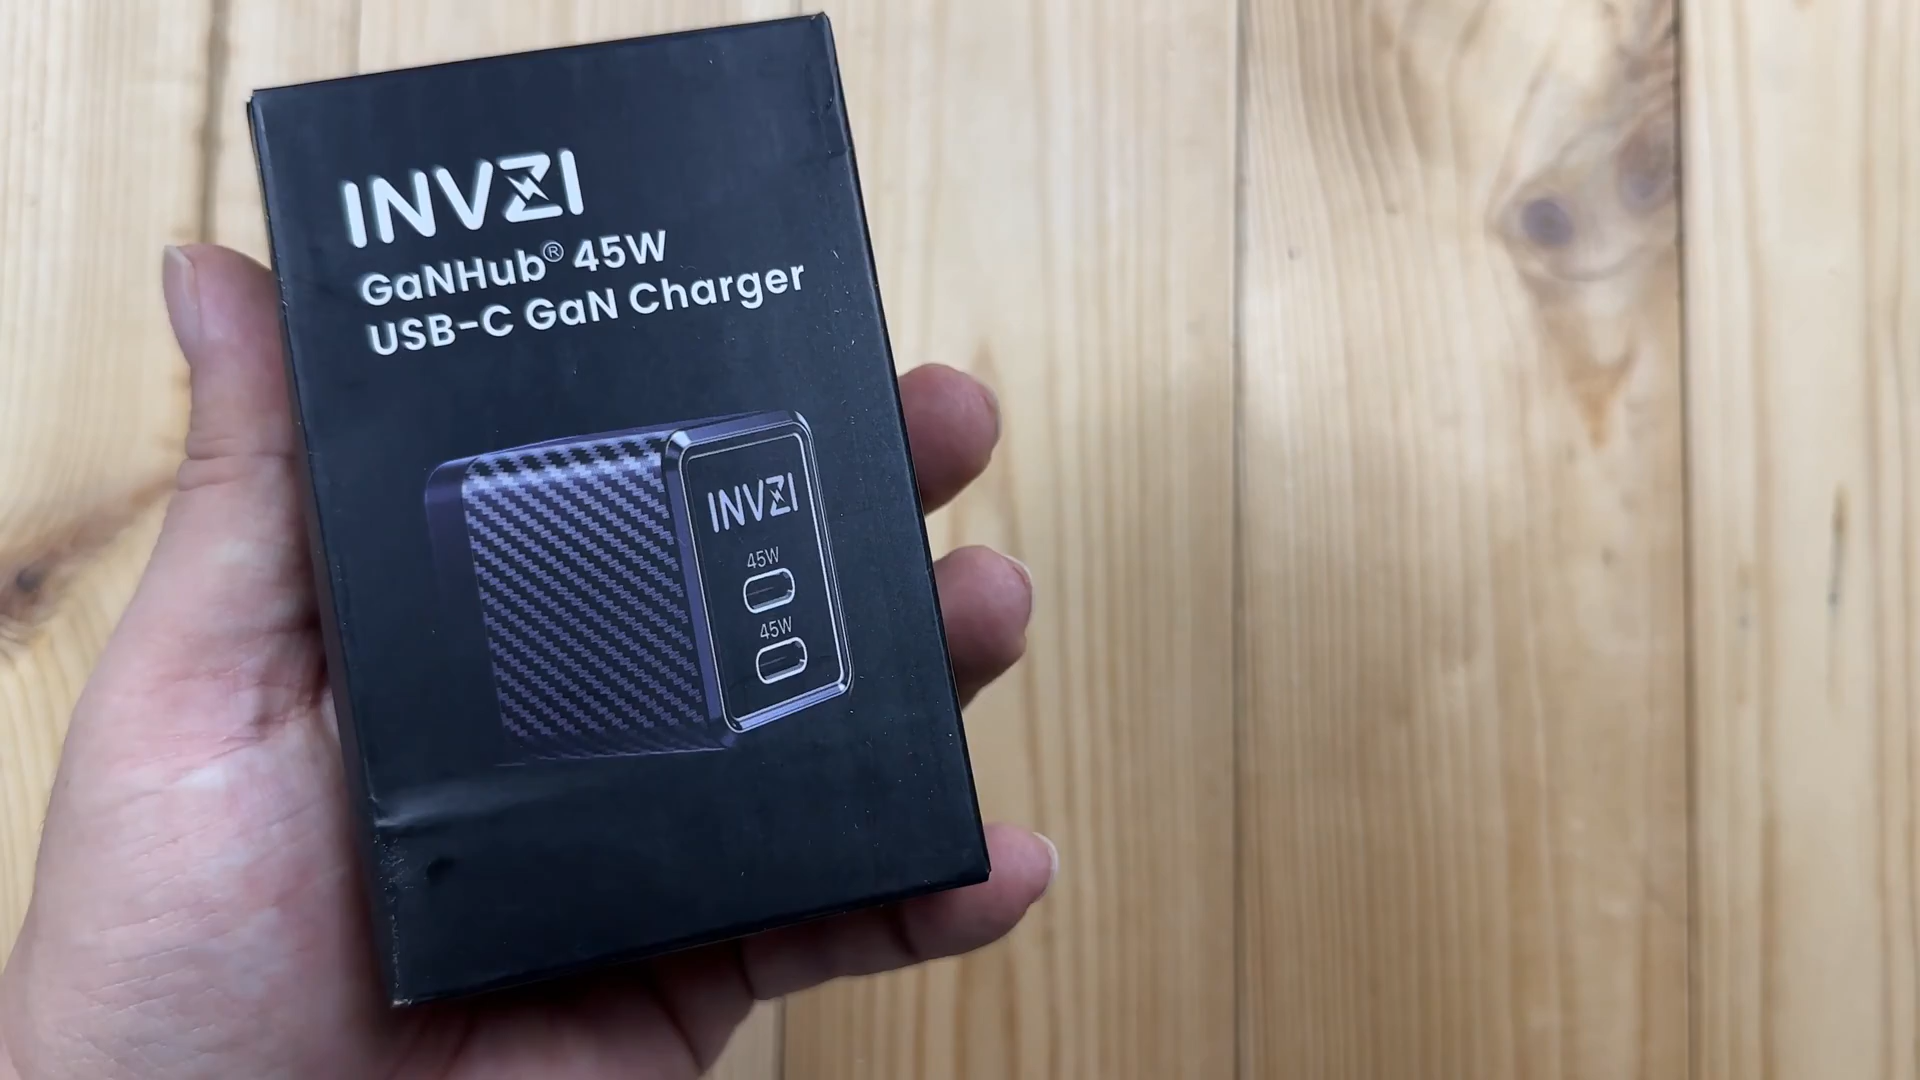 INVZI
GaNHub® 45W
USB-C GaN Charger
INVZI
45W
45W